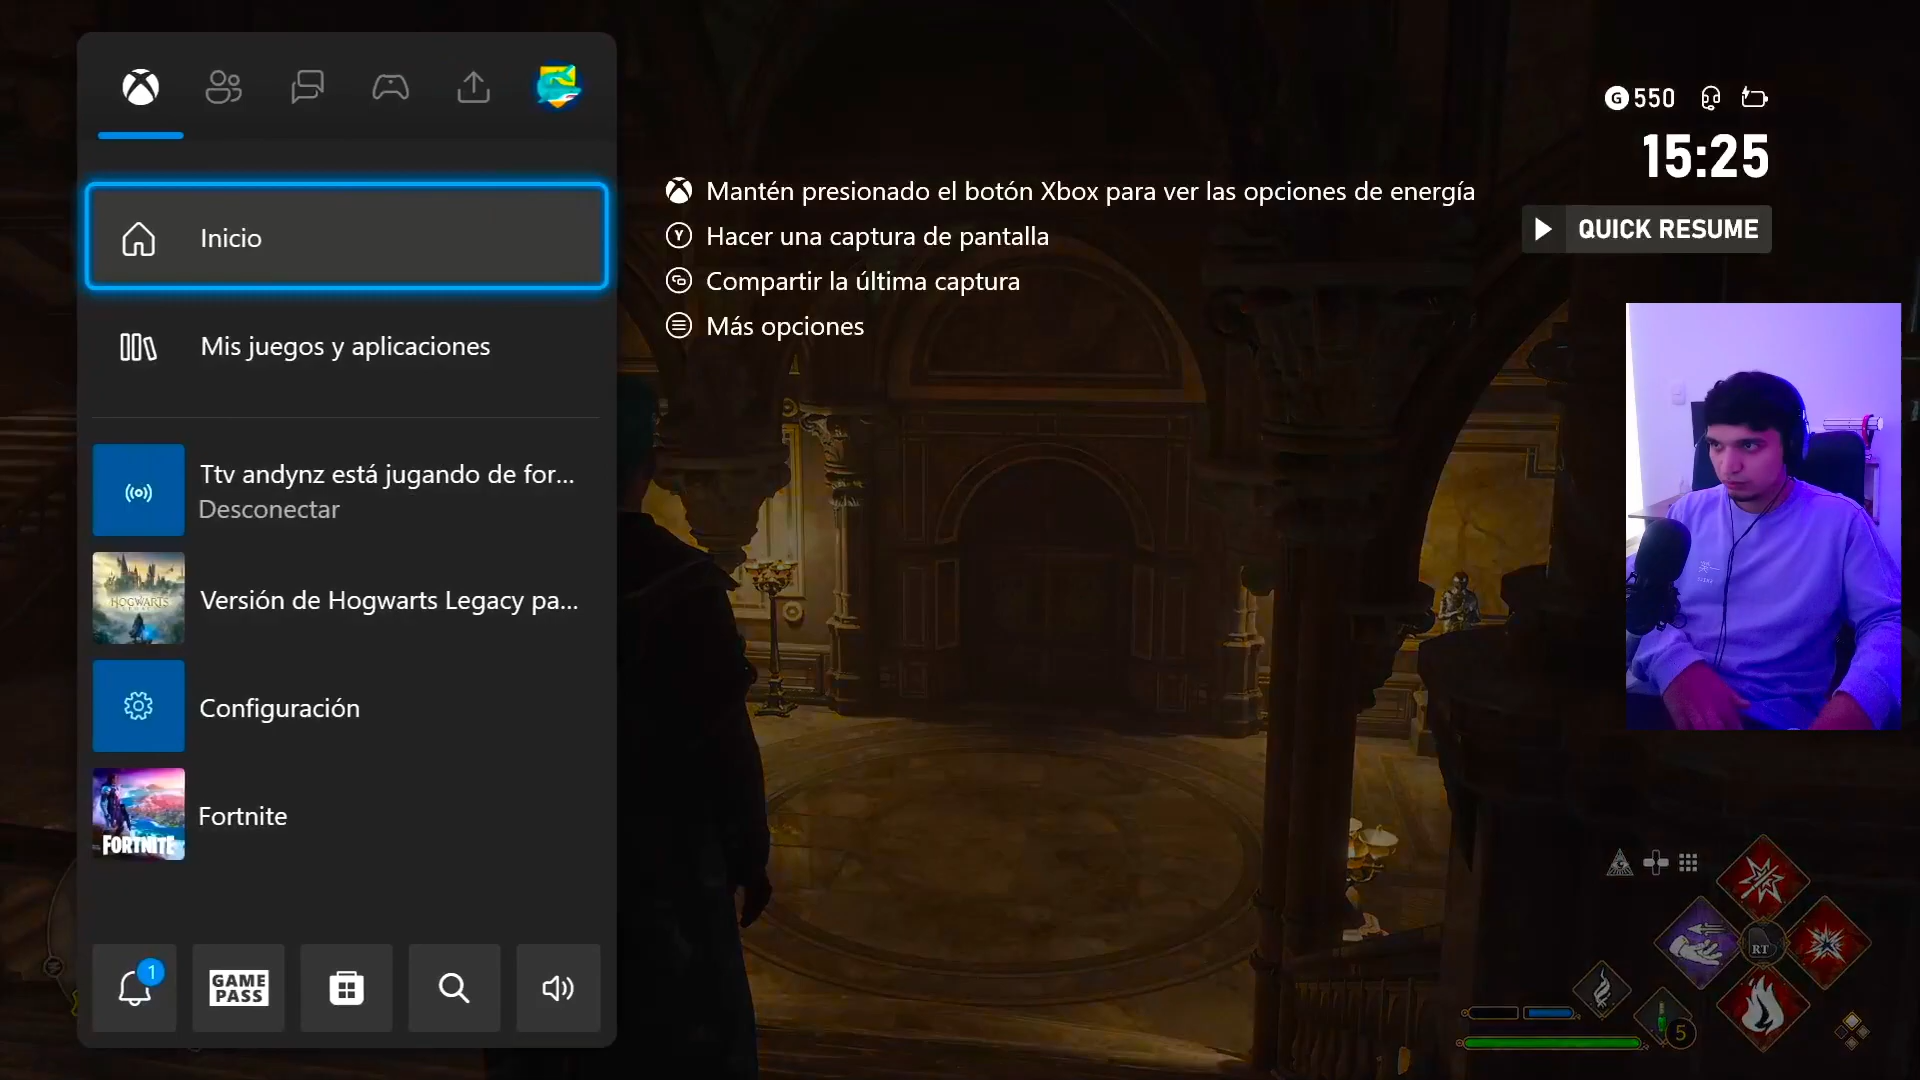 550
15:25
QUICK RESUME
Mantén presionado el botón Xbox para ver las opciones de energía
Y Hacer una captura de pantalla
Compartir la última captura
Más opciones
Inicio
Mis juegos y aplicaciones
Ttv andynz está jugando de for...
Desconectar
HOGWARTS
Versión de Hogwarts Legacy pa...
Configuración
FORTNITE
Fortnite
1
GAME
PASS
RT
5